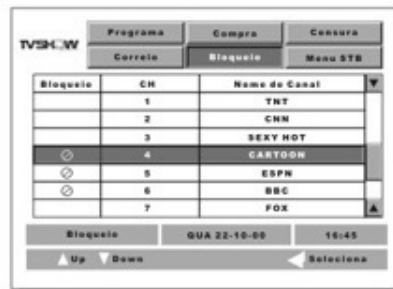 Programa Compra Censura
TVSHOW
Correio Bloqueio Menu STB
Bloqueio CH Nome do Canal
1 TNT
2 CNN
3 SEXY HOT
4 CARTOON
5 ESPN
6 BBC
7 FOX
Bloqueio QUA 22-10-00 16:45
Up Down Seleciona